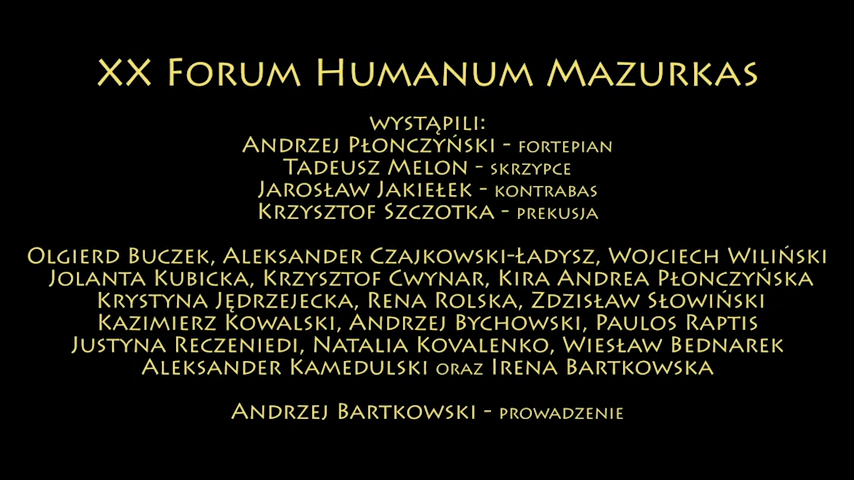 XX Forum Humanum Mazurkas
wystąpili:
Andrzej Płonczyński - fortepian
Tadeusz Melon - skrzypce
Jarosław Jakiełek - kontrabas
Krzysztof Szczotka - prekusja
Olgierd Buczek, Aleksander Czajkowski-Ładysz, Wojciech Wiliński
Jolanta Kubicka, Krzysztof Cwynar, Kira Andrea Płonczyńska
Krystyna Jędrzejecka, Rena Rolska, Zdzisław Słowiński
Kazimierz Kowalski, Andrzej Bychowski, Paulos Raptis
Justyna Reczeniedi, Natalia Kovalenko, Wiesław Bednarek
Aleksander Kamedulski oraz Irena Bartkowska
Andrzej Bartkowski - prowadzenie